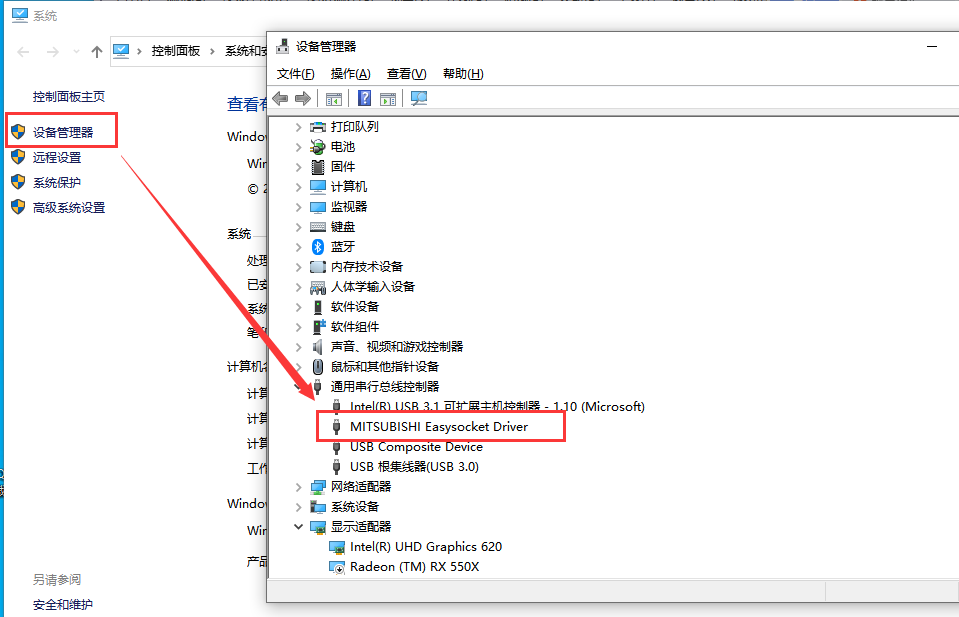 系统
控制面板
系统和安
控制面板主页
设备管理器
远程设置
系统保护
高级系统设置
查看有
Window
Win
©
系统
处理
已安
系统
笔和
计算机名
计算
计算
计算
工作
Window
Win
产品
另请参阅
安全和维护
设备管理器
文件(F) 操作(A) 查看(V) 帮助(H)
打印队列
电池
固件
计算机
监视器
键盘
蓝牙
内存技术设备
人体学输入设备
软件设备
软件组件
声音、视频和游戏控制器
鼠标和其他指针设备
通用串行总线控制器
Intel(R) USB 3.1 可扩展主机控制器 - 1.10 (Microsoft)
MITSUBISHI Easysocket Driver
USB Composite Device
USB 根集线器(USB 3.0)
网络适配器
系统设备
显示适配器
Intel(R) UHD Graphics 620
Radeon (TM) RX 550X